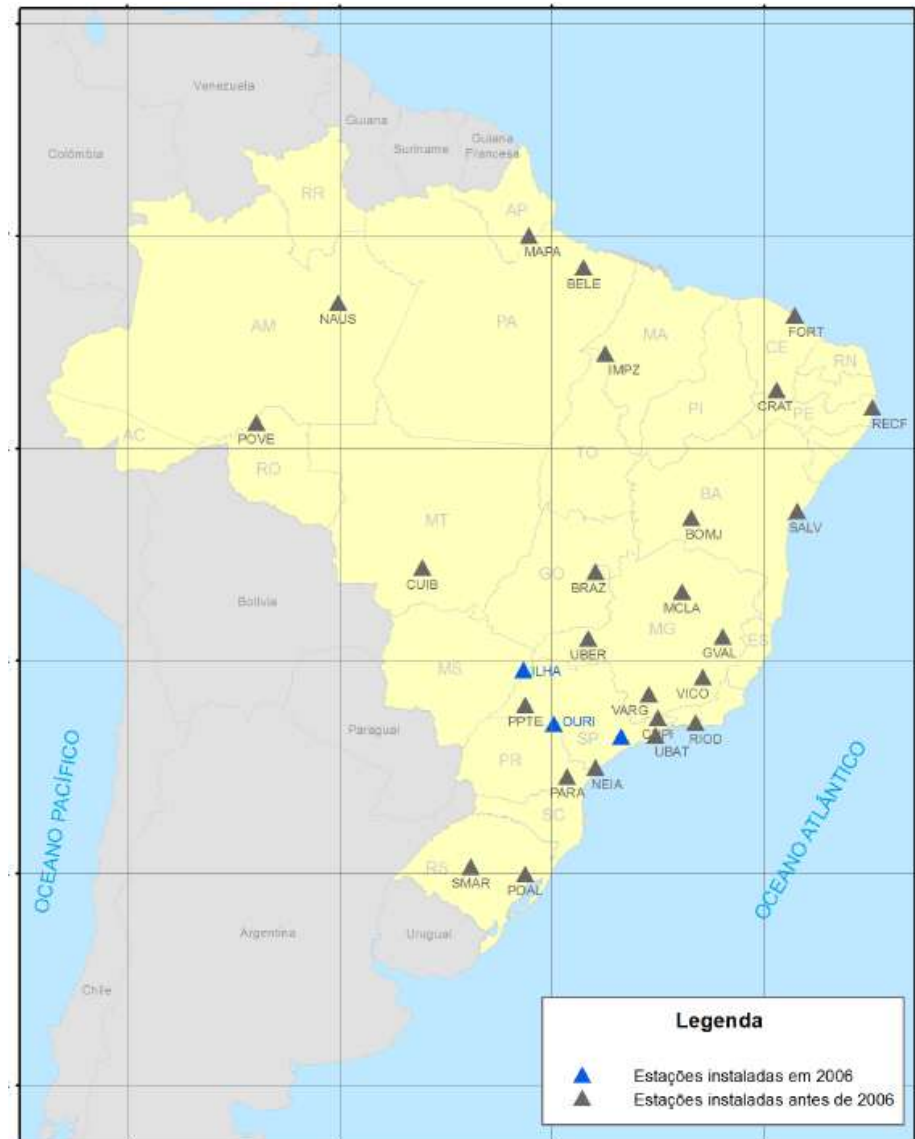 Venezuela
Guiana
Suriname
Guiana
Francesa
Colômbia
RR
AP
MAPA
BELE
NAUS
AM
PA
MA
FORT
CE
RN
IMPZ
CRAT
PI
PE
RECF
POVE
AC
RO
TO
BA
MT
BOMJ
SALV
CUIB
GO
BRAZ
MCLA
Bolívia
MG
UBER
GVAL
ES
MS
ILHA
VICO
VARG
PPTE
OURI
SP
UBAT
RIOD
Paraguai
PR
PARA
NEIA
SC
RS
SMAR
POAL
OCEANO PACÍFICO
OCEANO ATLÂNTICO
Argentina
Uruguai
Chile
Legenda
Estações instaladas em 2006
Estações instaladas antes de 2006